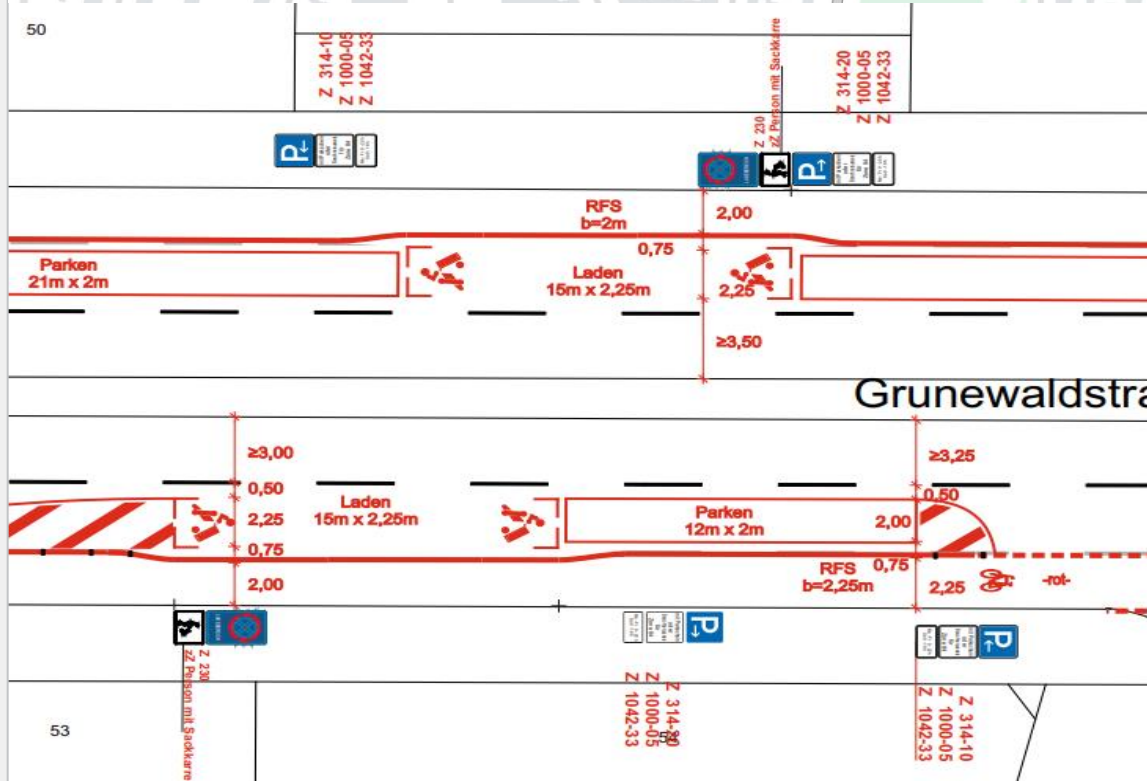 50
Z 314-10
Z 1000-05
Z 1042-33
Z 230
zZ Person mit Sackkarre
Z 314-20
Z 1000-05
Z 1042-33
P
P
RFS
b=2m
2,00
0,75
Parken
21m x 2m
Laden
15m x 2,25m
2,25
≥3,50
Grunewaldstra
≥3,00
≥3,25
0,50
0,50
Laden
15m x 2,25m
2,25
Parken
12m x 2m
2,00
0,75
RFS
b=2,25m
0,75
2,00
2,25
-rot-
P
P
Z 230
zZ Person mit Sackkarre
Z 1000-05
Z 1042-33
Z 314-10
Z 1000-05
Z 1042-33
53